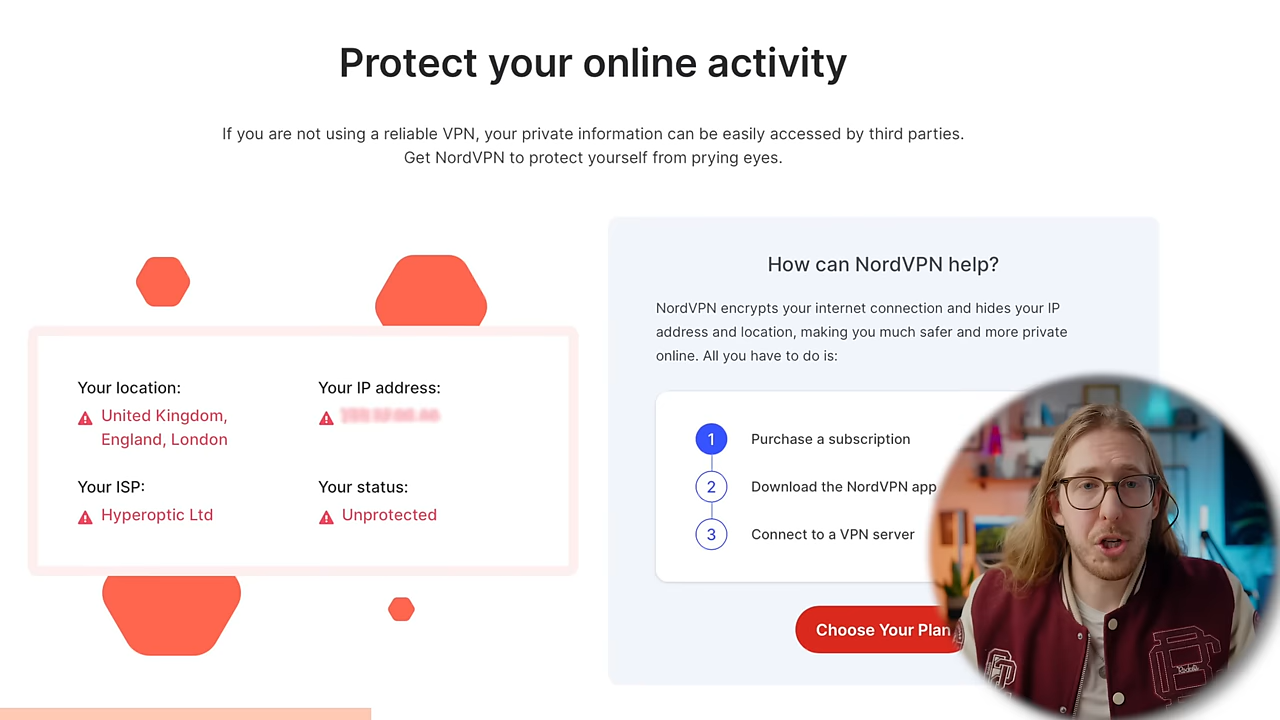 Protect your online activity
If you are not using a reliable VPN, your private information can be easily accessed by third parties.
Get NordVPN to protect yourself from prying eyes.
How can NordVPN help?
NordVPN encrypts your internet connection and hides your IP
address and location, making you much safer and more private
online. All you have to do is:
Your location:
United Kingdom,
England, London
Your IP address:
Your ISP:
Hyperoptic Ltd
Your status:
Unprotected
1 Purchase a subscription
2 Download the NordVPN app
3 Connect to a VPN server
Choose Your Plan